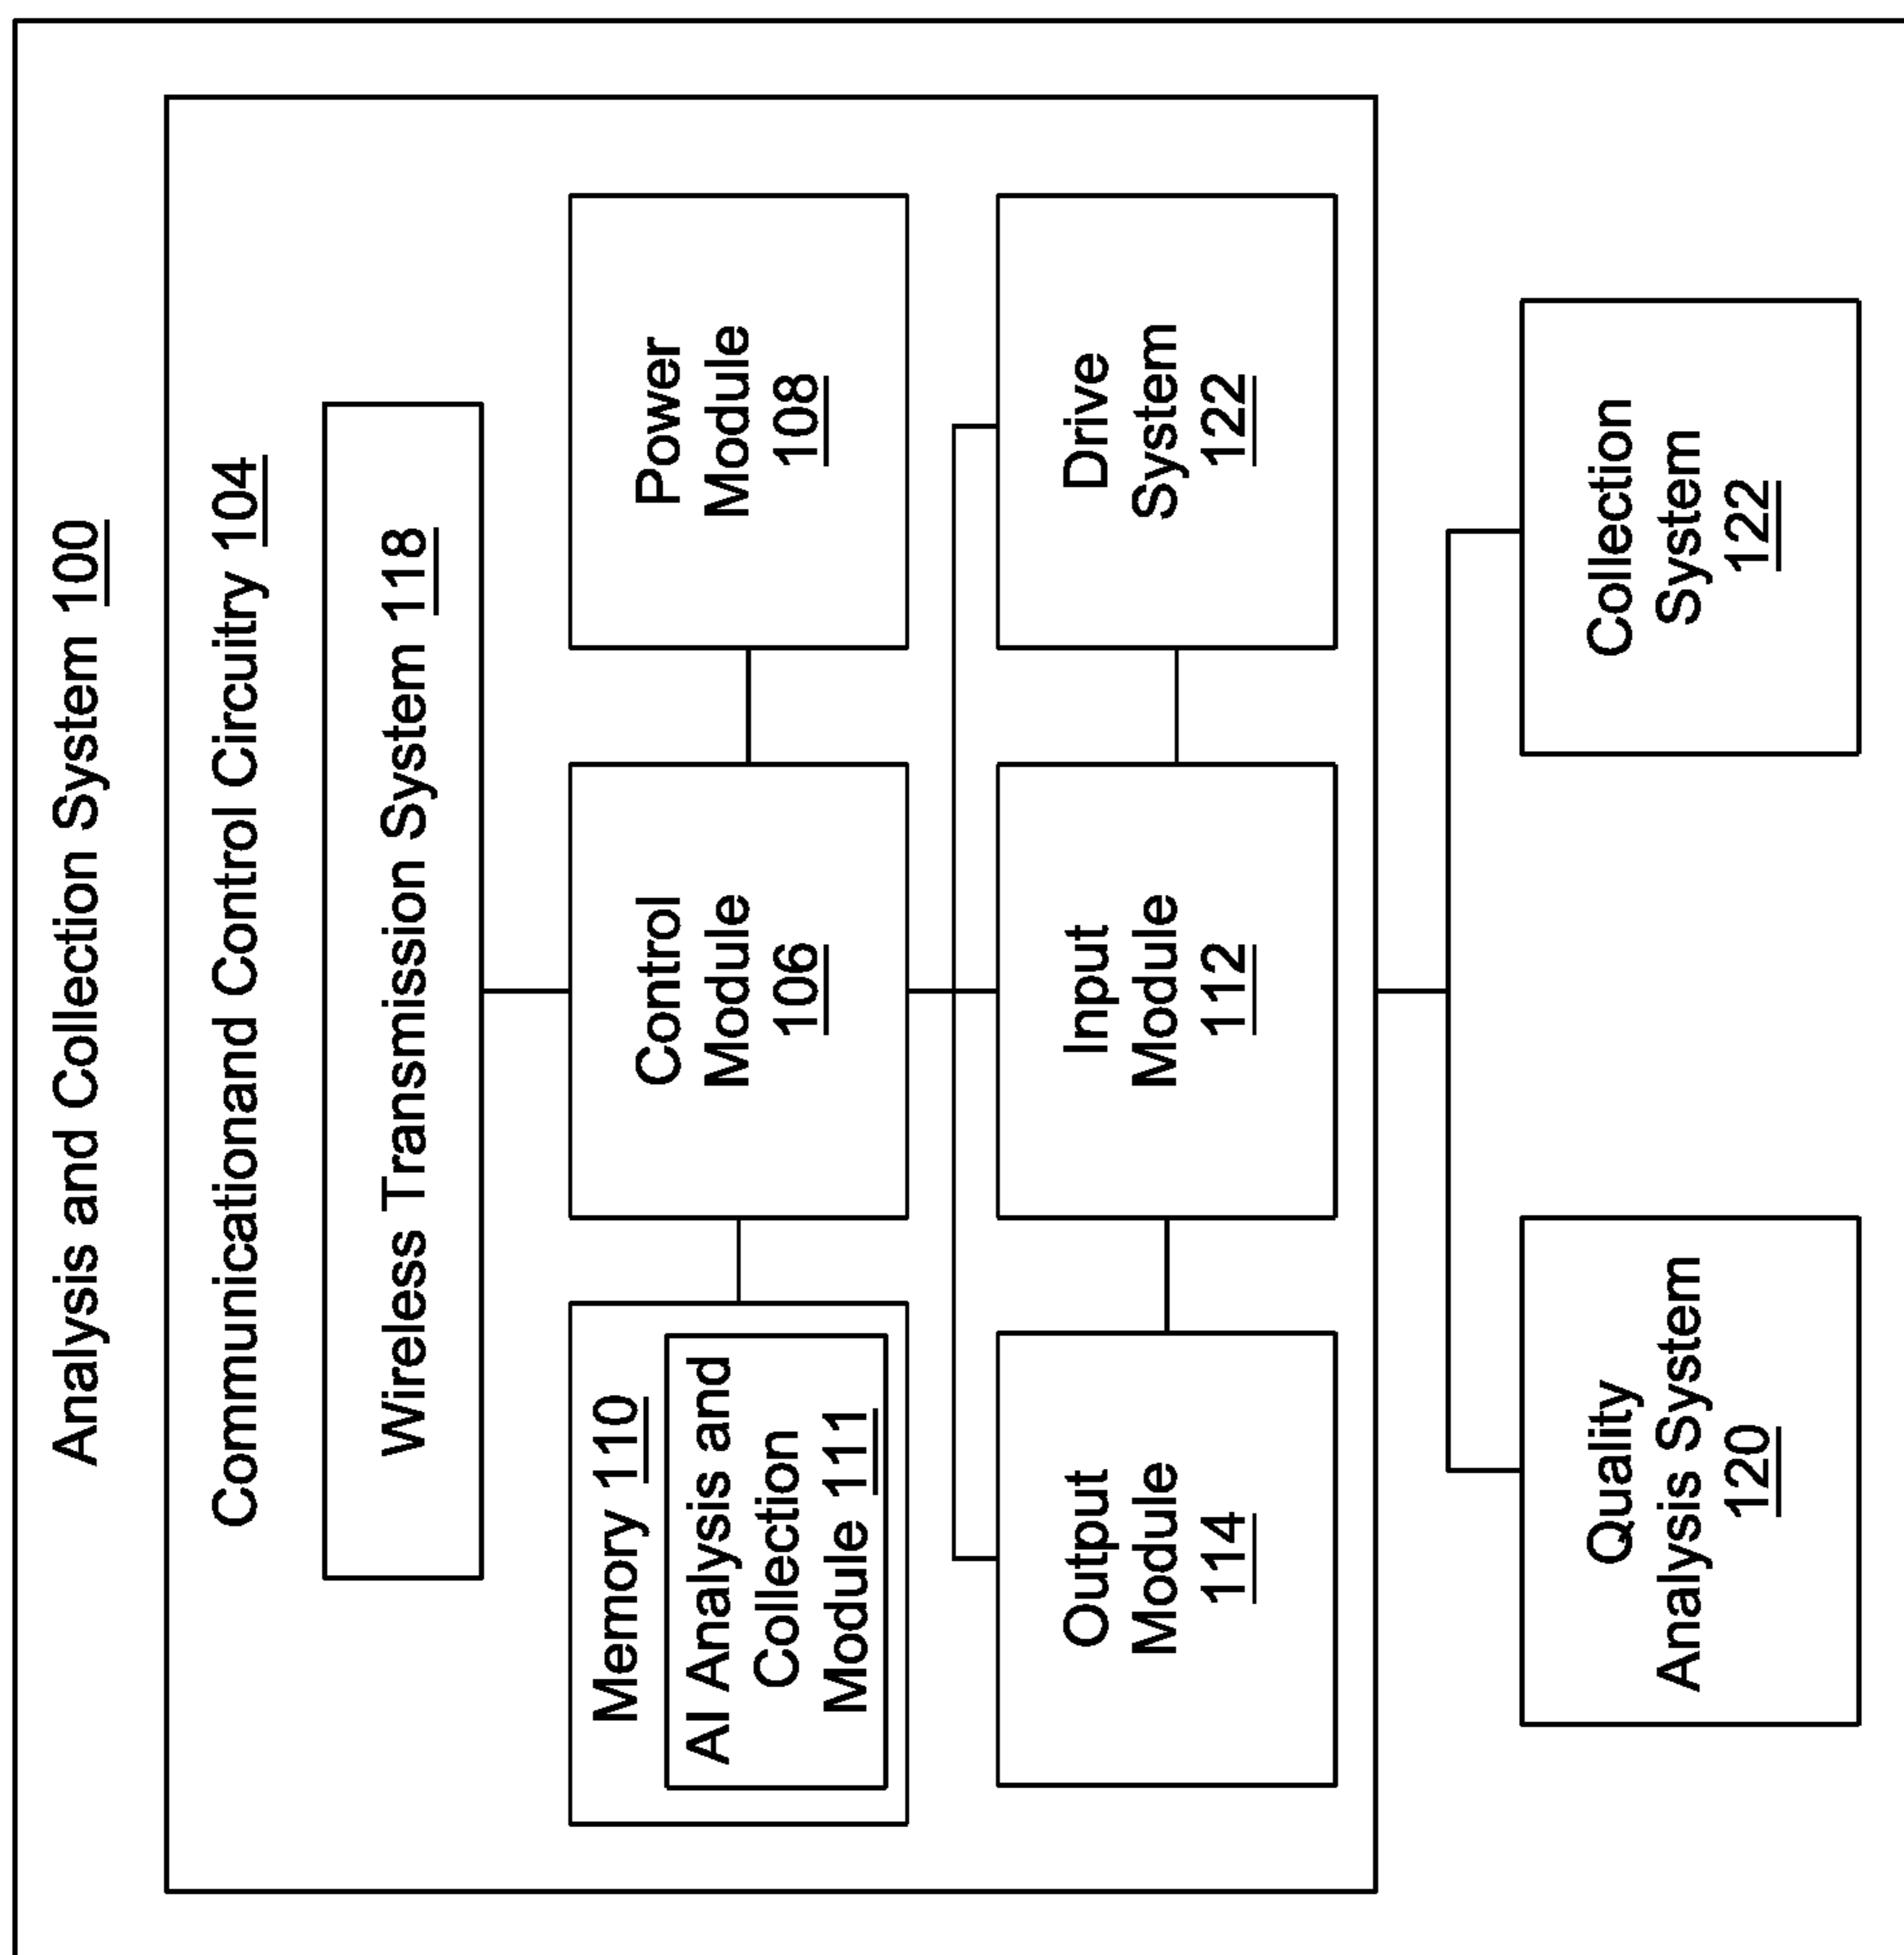 Analysis and Collection System 100
Communicationand Control Circuitry 104
Wireless Transmission System 118
Memory 110
AI Analysis and
Collection
Module 111
Control
Module
106
Power
Module
108
Output
Module
114
Input
Module
112
Drive
System
122
Quality
Analysis System
120
Collection
System
122